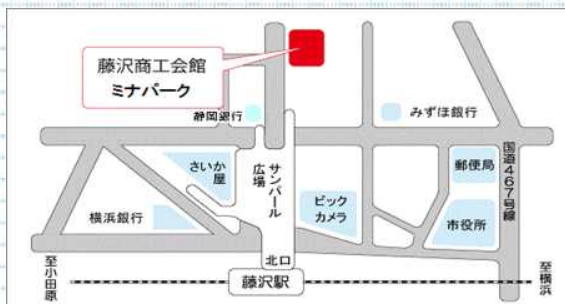 藤沢商工会館
ミナパーク
静岡銀行
みずほ銀行
さいか
屋
サンパール
広場
横浜銀行
ビック
カメラ
郵便局
国道467号線
市役所
北口
藤沢駅
至小田原
至横浜